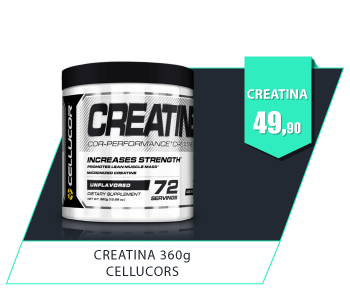 CREATINA
49,90
CELLUCOR
CREATINE
COR-PERFORMANCE
INCREASES STRENGTH
PROMOTES LEAN MUSCLE MASS
MICRONIZED CREATINE
UNFLAVORED
72
SERVINGS
DIETARY SUPPLEMENT
CREATINA 360g
CELLUCORS